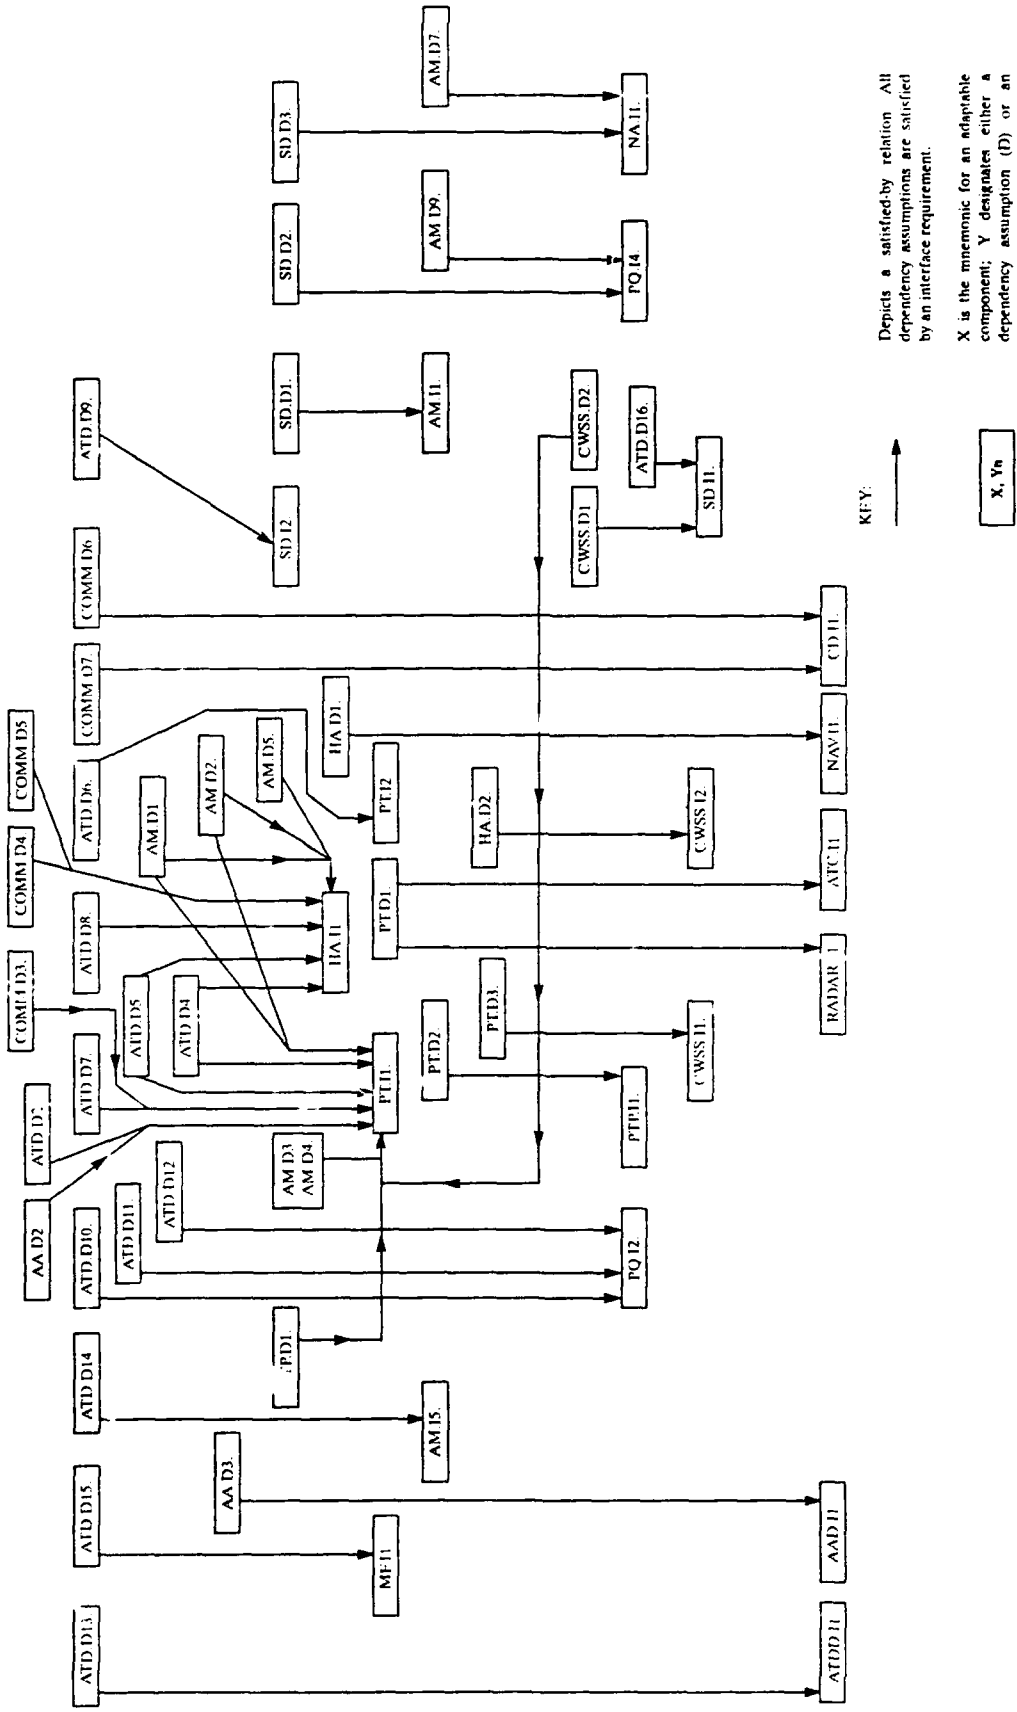 COMM D3.
COMM D4
COMM D5
AA D2
ATD D13
ATD D15.
ATD D14
ATD.D10.
ATD D7.
ATD D8.
ATD.D6.
COMM D7.
COMM D6
ATD.D9.
ATD D11.
ATD.D5
AM.D1
ATD D12
ATD D4
AM D2.
AA D3.
AM.D5.
AM D3
AM D4.
SD I2.
SD.D1.
SD.D2.
SD D3.
HA.I1
HA.D1.
MF.I1
PT.I1.
PT.D1.
PT.I2
AM.I5.
PT.D2.
AM.I1.
AM D9.
AM.D7.
PT.D3.
HA.D2.
CWSS.D1
CWSS.D2.
PQ I2.
PTP.I1.
ATD.D16.
PQ.I4.
NA.I1.
CWSS I1.
CWSS I2.
SD I1.
ATDD I1
AAD I1
RADAR
ATC.I1
NAV.I1.
CD I1.
KEY:
Depicts a satisfied-by relation All
dependency assumptions are satisfied
by an interface requirement.
X, Yn
X is the mnemonic for an adaptable
component; Y designates either a
dependency assumption (D) or an